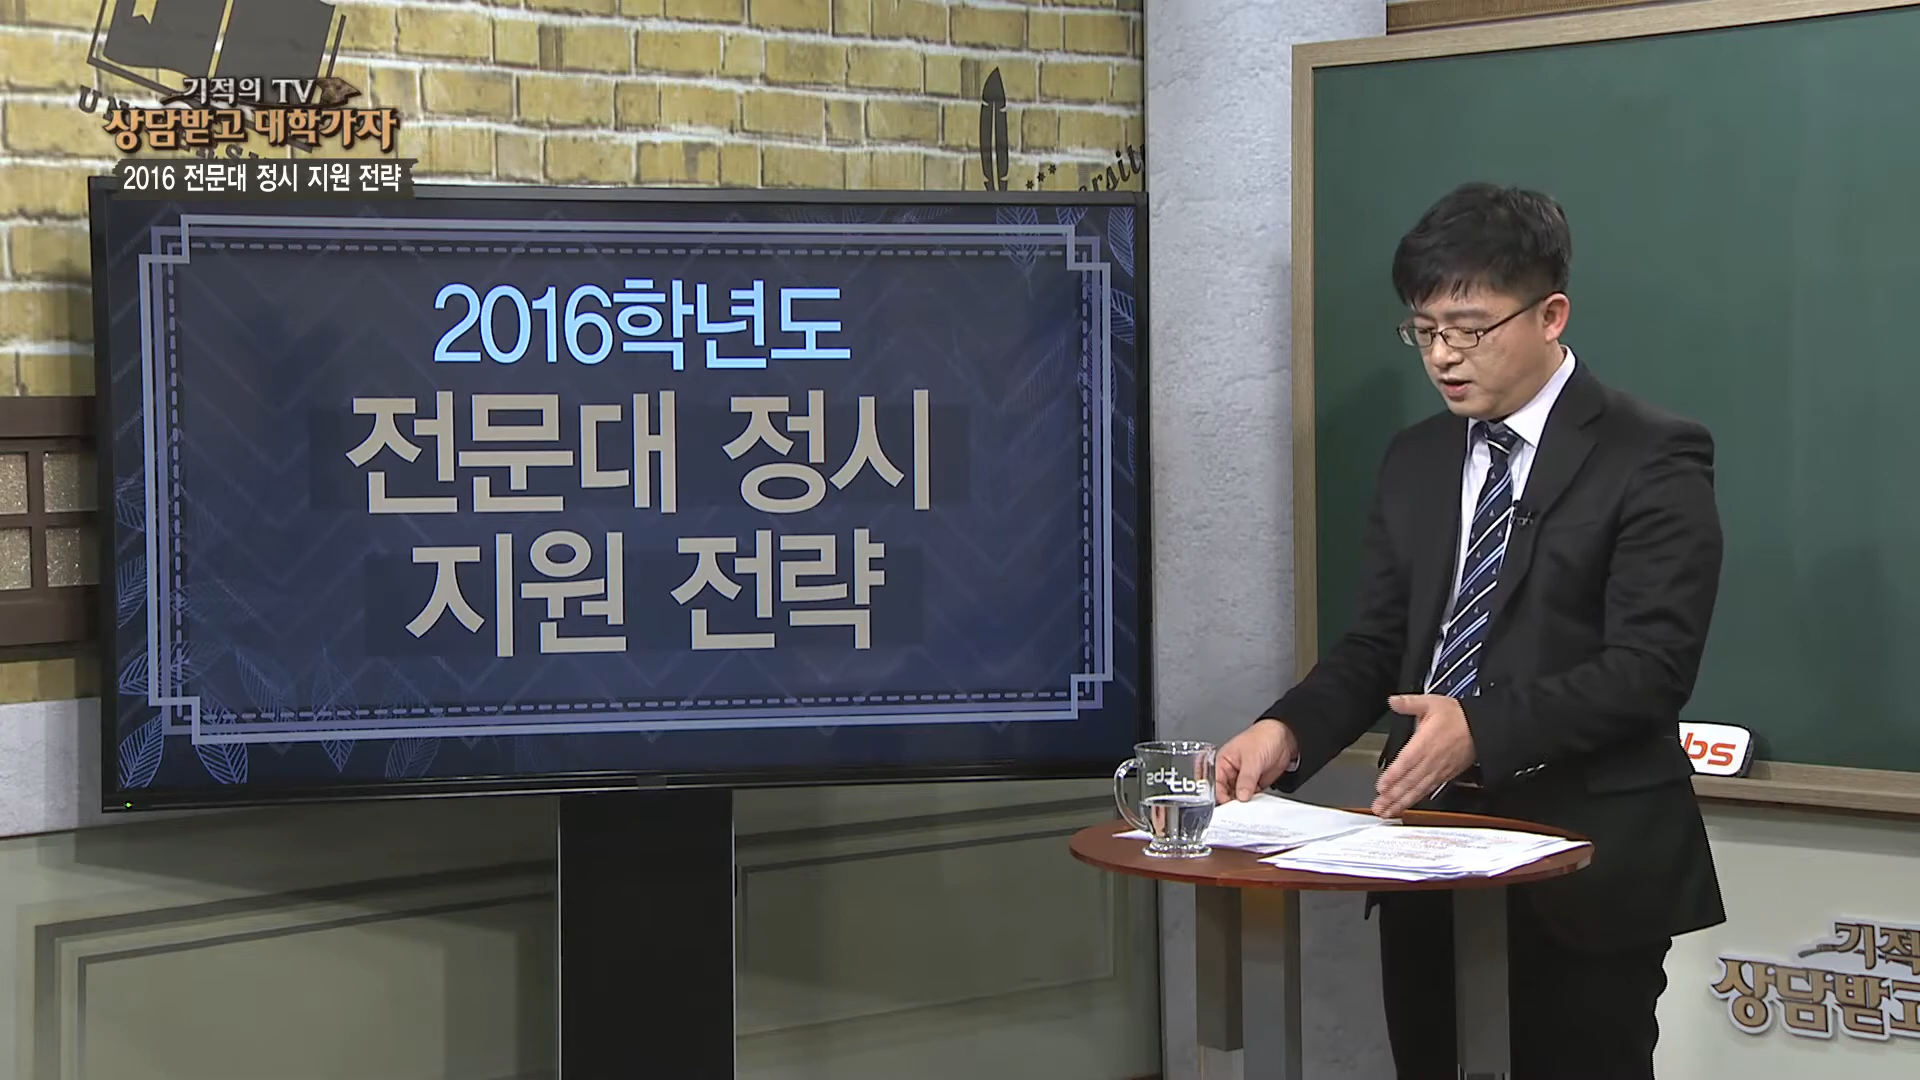 기적의 TV
상담받고 대학가자
2016 전문대 정시 지원 전략
2016학년도
전문대 정시
지원 전략
tbs
tbs
기적
상담받고